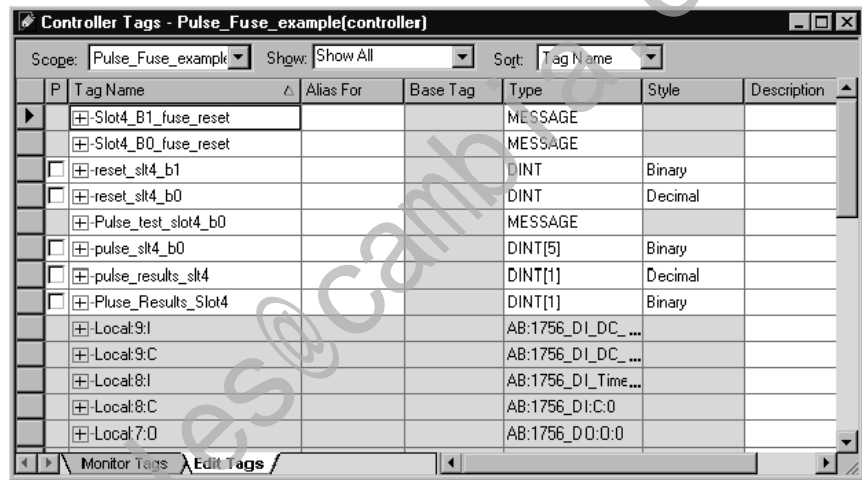 Controller Tags - Pulse_Fuse_example(controller)
Scope: Pulse_Fuse_example Show: Show All Sort: Tag Name
P Tag Name Alias For Base Tag Type Style Description
Slot4_B1_fuse_reset MESSAGE
Slot4_B0_fuse_reset MESSAGE
reset_slt4_b1 DINT Binary
reset_slt4_b0 DINT Decimal
Pulse_test_slot4_b0 MESSAGE
pulse_slt4_b0 DINT[5] Binary
pulse_results_slt4 DINT[1] Decimal
Pluse_Results_Slot4 DINT[1] Binary
Local:9:I AB:1756_DI_DC_ ...
Local:9:C AB:1756_DI_DC_ ...
Local:8:I AB:1756_DI_Time...
Local:8:C AB:1756_DI:C:0
Local:7:O AB:1756_DO:O:0
Monitor Tags Edit Tags
les@cambia.c